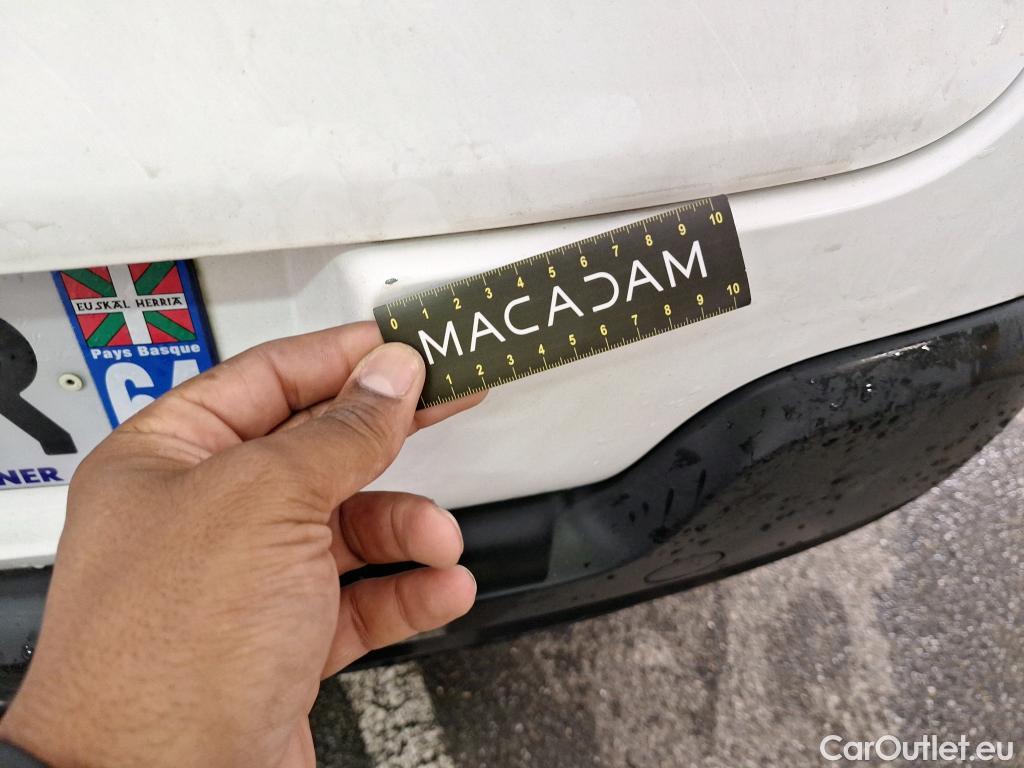 EUSKAL HERRIA
Pays Basque
64
R
NER
0 1 2 3 4 5 6 7 8 9 10
MACADAM
1 2 3 4 5 6 7 8 9 10
CarOutlet.eu